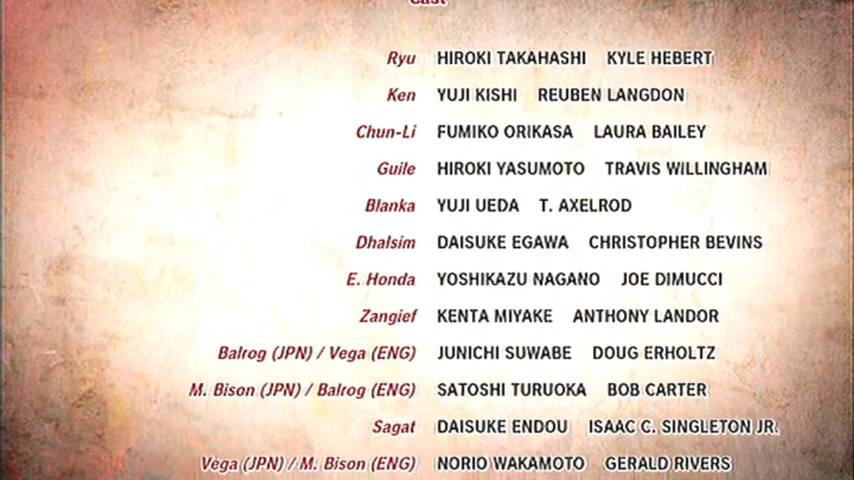 Cast
Ryu HIROKI TAKAHASHI KYLE HEBERT
Ken YUJI KISHI REUBEN LANGDON
Chun-Li FUMIKO ORIKASA LAURA BAILEY
Guile HIROKI YASUMOTO TRAVIS WILLINGHAM
Blanka YUJI UEDA T. AXELROD
Dhalsim DAISUKE EGAWA CHRISTOPHER BEVINS
E. Honda YOSHIKAZU NAGANO JOE DIMUCCI
Zangief KENTA MIYAKE ANTHONY LANDOR
Balrog (JPN) / Vega (ENG) JUNICHI SUWABE DOUG ERHOLTZ
M. Bison (JPN) / Balrog (ENG) SATOSHI TURUOKA BOB CARTER
Sagat DAISUKE ENDOU ISAAC C. SINGLETON JR.
Vega (JPN) / M. Bison (ENG) NORIO WAKAMOTO GERALD RIVERS